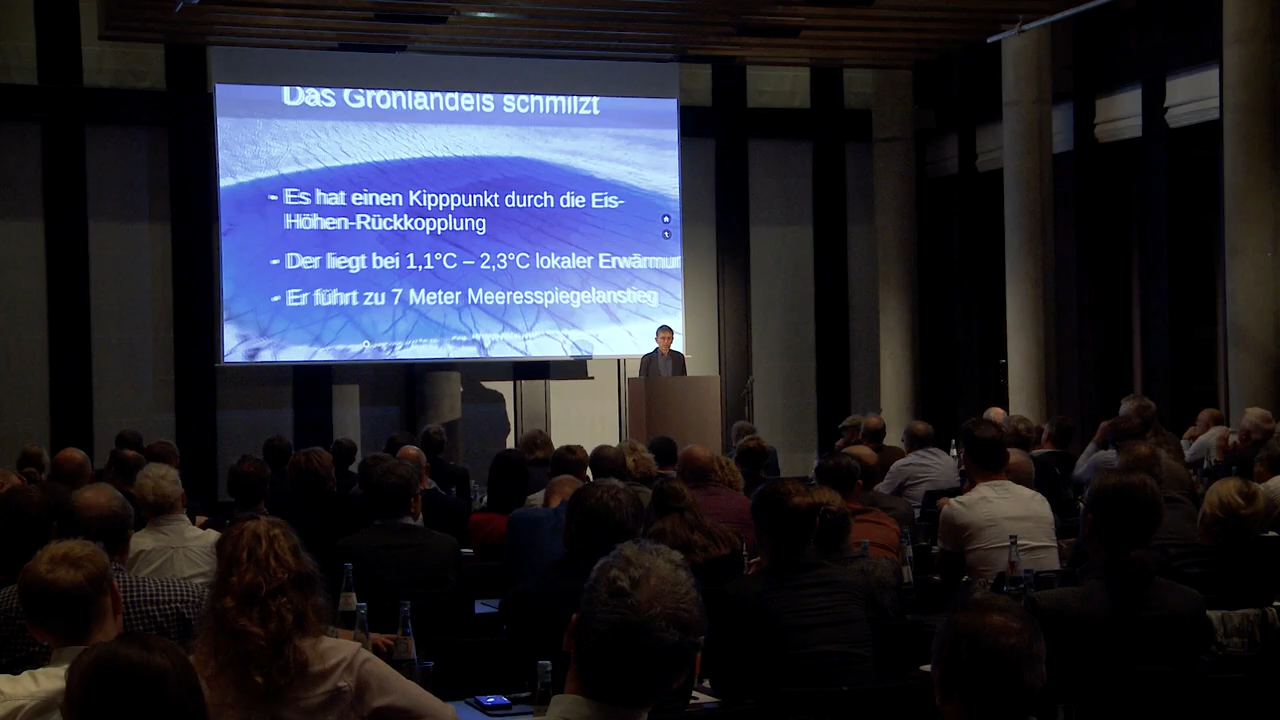 Das Grönlandeis schmilzt
- Es hat einen Kipppunkt durch die Eis-
Höhen-Rückkopplung
- Der liegt bei 1,1°C – 2,3°C lokaler Erwärmun
- Er führt zu 7 Meter Meeresspiegelanstieg